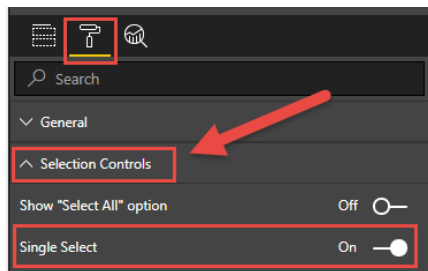 Search
General
Selection Controls
Show "Select All" option Off
Single Select On